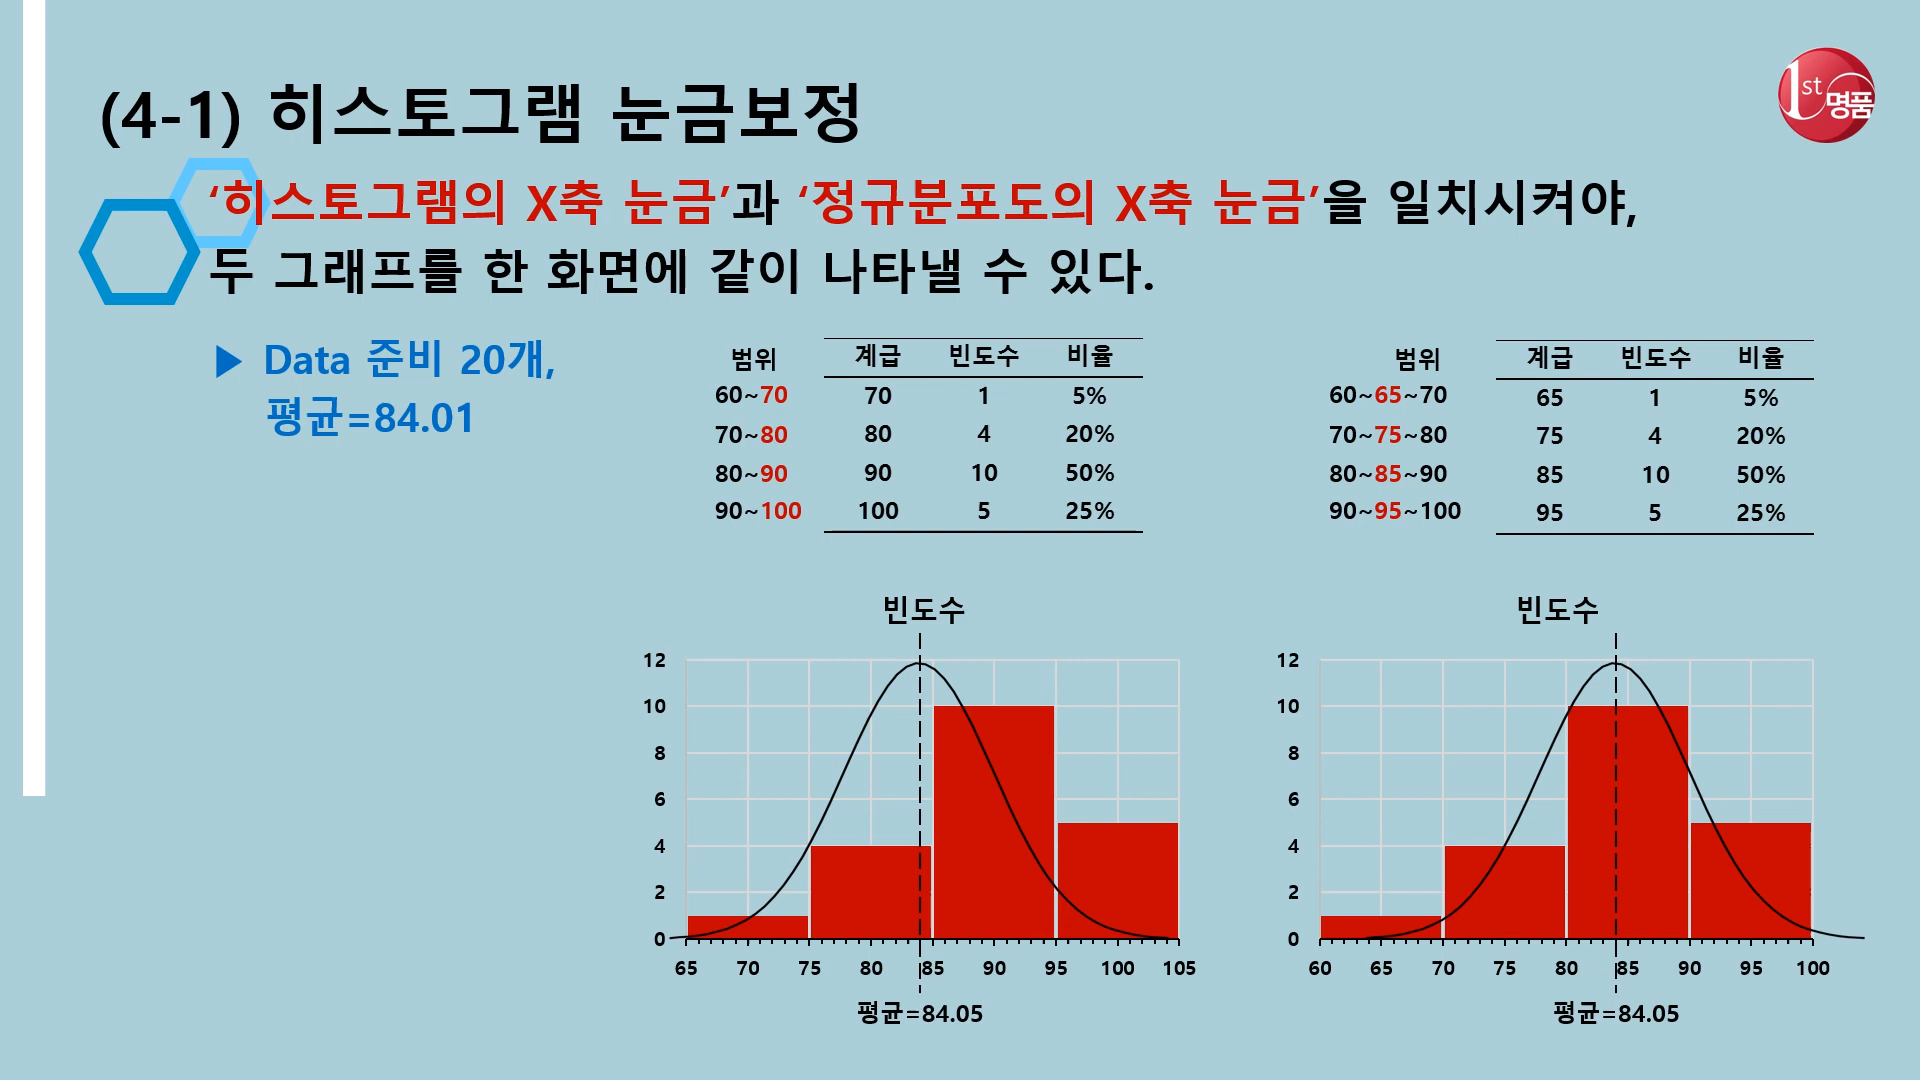 (4-1) 히스토그램 눈금보정
1st 명품
‘히스토그램의 X축 눈금’과 ‘정규분포도의 X축 눈금’을 일치시켜야,
두 그래프를 한 화면에 같이 나타낼 수 있다.
▶ Data 준비 20개,
평균=84.01
범위 계급 빈도수 비율
60~70 70 1 5%
70~80 80 4 20%
80~90 90 10 50%
90~100 100 5 25%
범위 계급 빈도수 비율
60~65~70 65 1 5%
70~75~80 75 4 20%
80~85~90 85 10 50%
90~95~100 95 5 25%
빈도수
12
10
8
6
4
2
0
65 70 75 80 85 90 95 100 105
평균=84.05
빈도수
12
10
8
6
4
2
0
60 65 70 75 80 85 90 95 100
평균=84.05